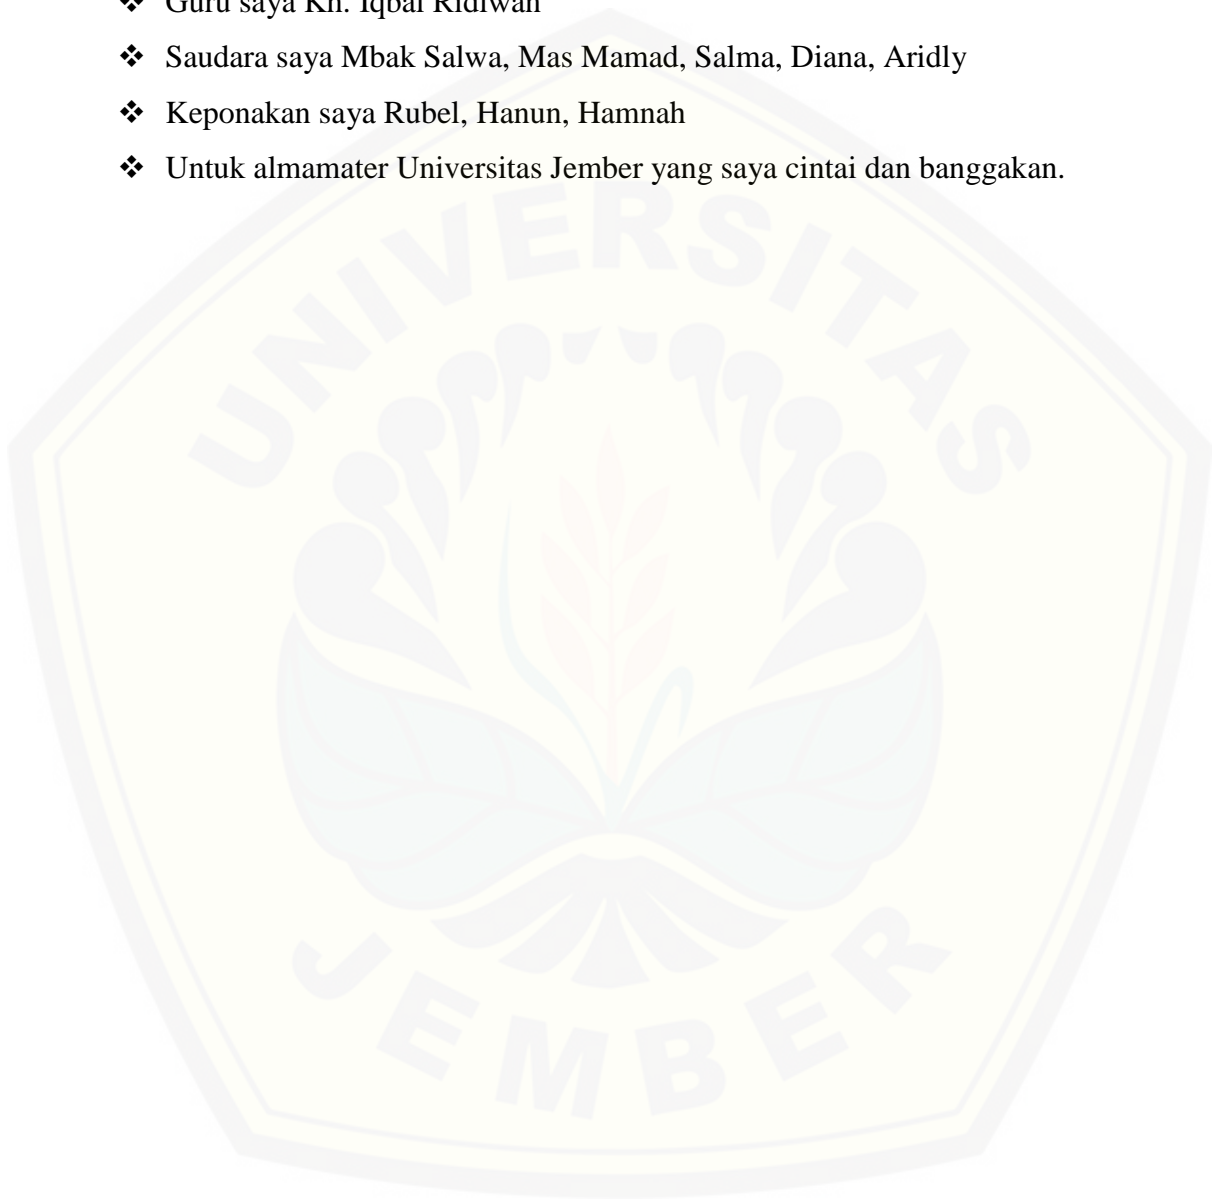 ❖ Guru saya Kh. Iqbal Ridlwan
❖ Saudara saya Mbak Salwa, Mas Mamad, Salma, Diana, Aridly
❖ Keponakan saya Rubel, Hanun, Hamnah
❖ Untuk almamater Universitas Jember yang saya cintai dan banggakan.
UNIVERSITAS
JEMBER